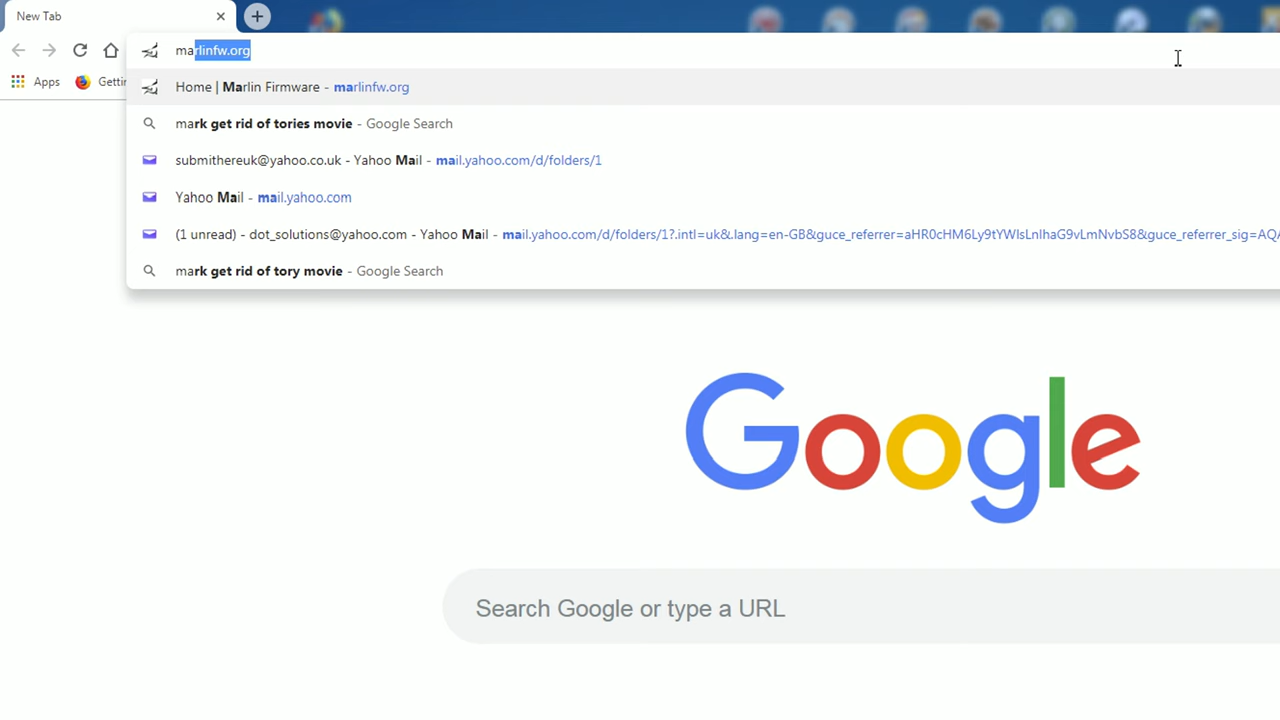 New Tab
marlinfw.org
Apps
Home | Marlin Firmware - marlinfw.org
mark get rid of tories movie - Google Search
submithereuk@yahoo.co.uk - Yahoo Mail - mail.yahoo.com/d/folders/1
Yahoo Mail - mail.yahoo.com
(1 unread) - dot_solutions@yahoo.com - Yahoo Mail - mail.yahoo.com/d/folders/1?.intl=uk&.lang=en-GB&guce_referrer=
mark get rid of tory movie - Google Search
Google
Search Google or type a URL